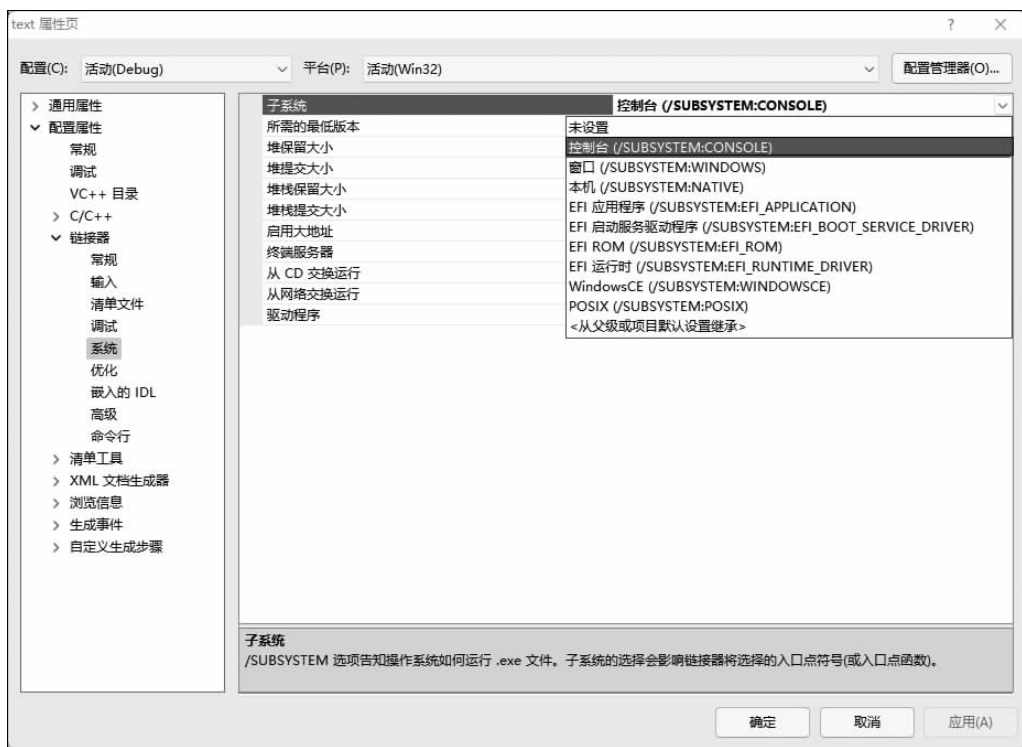 text 属性页
?
配置(C): 活动(Debug) 平台(P): 活动(Win32) 配置管理器(O)...
通用属性
配置属性
常规
调试
VC++ 目录
C/C++
链接器
常规
输入
清单文件
调试
系统
优化
嵌入的 IDL
高级
命令行
清单工具
XML 文档生成器
浏览信息
生成事件
自定义生成步骤
子系统 控制台 (/SUBSYSTEM:CONSOLE)
所需的最低版本
堆保留大小
堆提交大小
堆栈保留大小
堆栈提交大小
启用大地址
终端服务器
从 CD 交换运行
从网络交换运行
驱动程序
未设置
控制台 (/SUBSYSTEM:CONSOLE)
窗口 (/SUBSYSTEM:WINDOWS)
本机 (/SUBSYSTEM:NATIVE)
EFI 应用程序 (/SUBSYSTEM:EFI_APPLICATION)
EFI 启动服务驱动程序 (/SUBSYSTEM:EFI_BOOT_SERVICE_DRIVER)
EFI ROM (/SUBSYSTEM:EFI_ROM)
EFI 运行时 (/SUBSYSTEM:EFI_RUNTIME_DRIVER)
WindowsCE (/SUBSYSTEM:WINDOWSCE)
POSIX (/SUBSYSTEM:POSIX)
<从父级或项目默认设置继承>
子系统
/SUBSYSTEM 选项告知操作系统如何运行 .exe 文件。子系统的选择会影响链接器将选择的入口点符号(或入口点函数)。
确定 取消 应用(A)